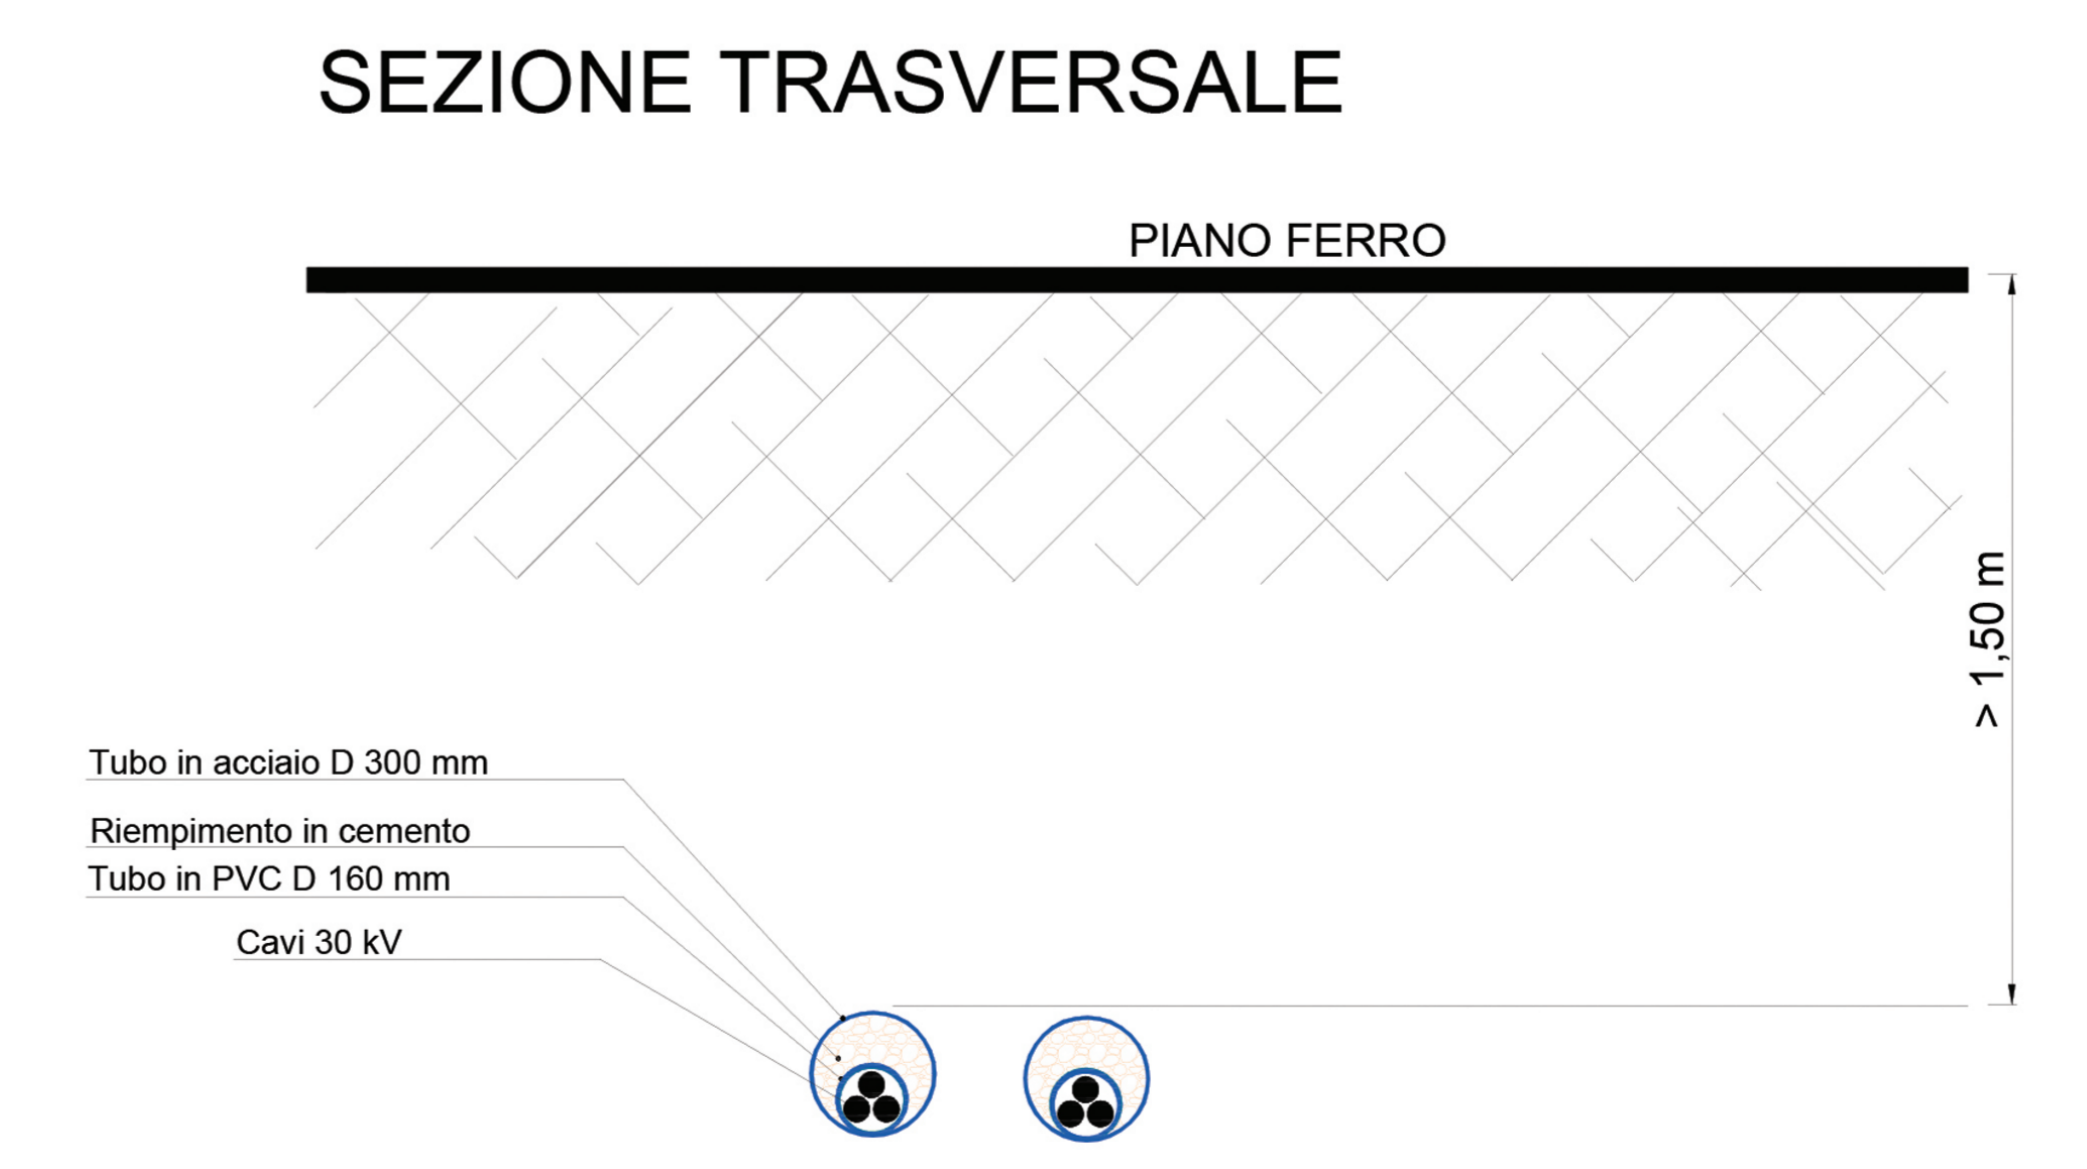 SEZIONE TRASVERSALE
PIANO FERRO
> 1,50 m
Tubo in acciaio D 300 mm
Riempimento in cemento
Tubo in PVC D 160 mm
Cavi 30 kV